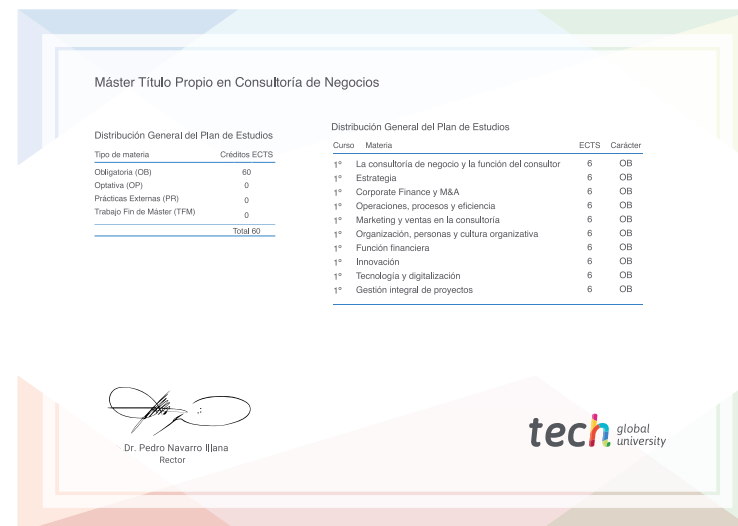 Máster Título Propio en Consultoría de Negocios
Distribución General del Plan de Estudios
Tipo de materia Créditos ECTS
Obligatoria (OB) 60
Optativa (OP) 0
Prácticas Externas (PR) 0
Trabajo Fin de Máster (TFM) 0
Total 60
Distribución General del Plan de Estudios
Curso Materia ECTS Carácter
1º La consultoría de negocio y la función del consultor 6 OB
1º Estrategia 6 OB
1º Corporate Finance y M&A 6 OB
1º Operaciones, procesos y eficiencia 6 OB
1º Marketing y ventas en la consultoría 6 OB
1º Organización, personas y cultura organizativa 6 OB
1º Función financiera 6 OB
1º Innovación 6 OB
1º Tecnología y digitalización 6 OB
1º Gestión integral de proyectos 6 OB
Dr. Pedro Navarro Illana
Rector
tech global
university